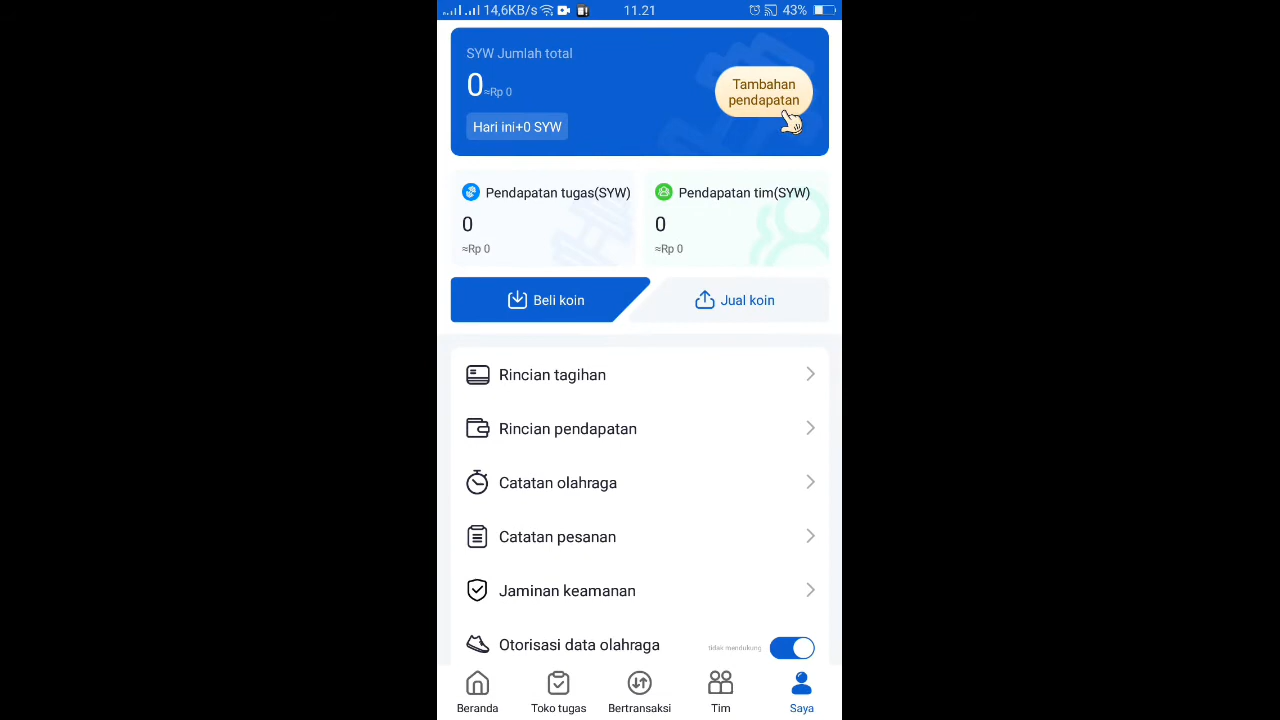 14,6KB/s 11.21 43%
SYW Jumlah total
0≈Rp 0
Tambahan
pendapatan
Hari ini+0 SYW
Pendapatan tugas(SYW)
0
≈Rp 0
Pendapatan tim(SYW)
0
≈Rp 0
Beli koin
Jual koin
Rincian tagihan
Rincian pendapatan
Catatan olahraga
Catatan pesanan
Jaminan keamanan
Otorisasi data olahraga
tidak mendukung
Beranda
Toko tugas
Bertransaksi
Tim
Saya